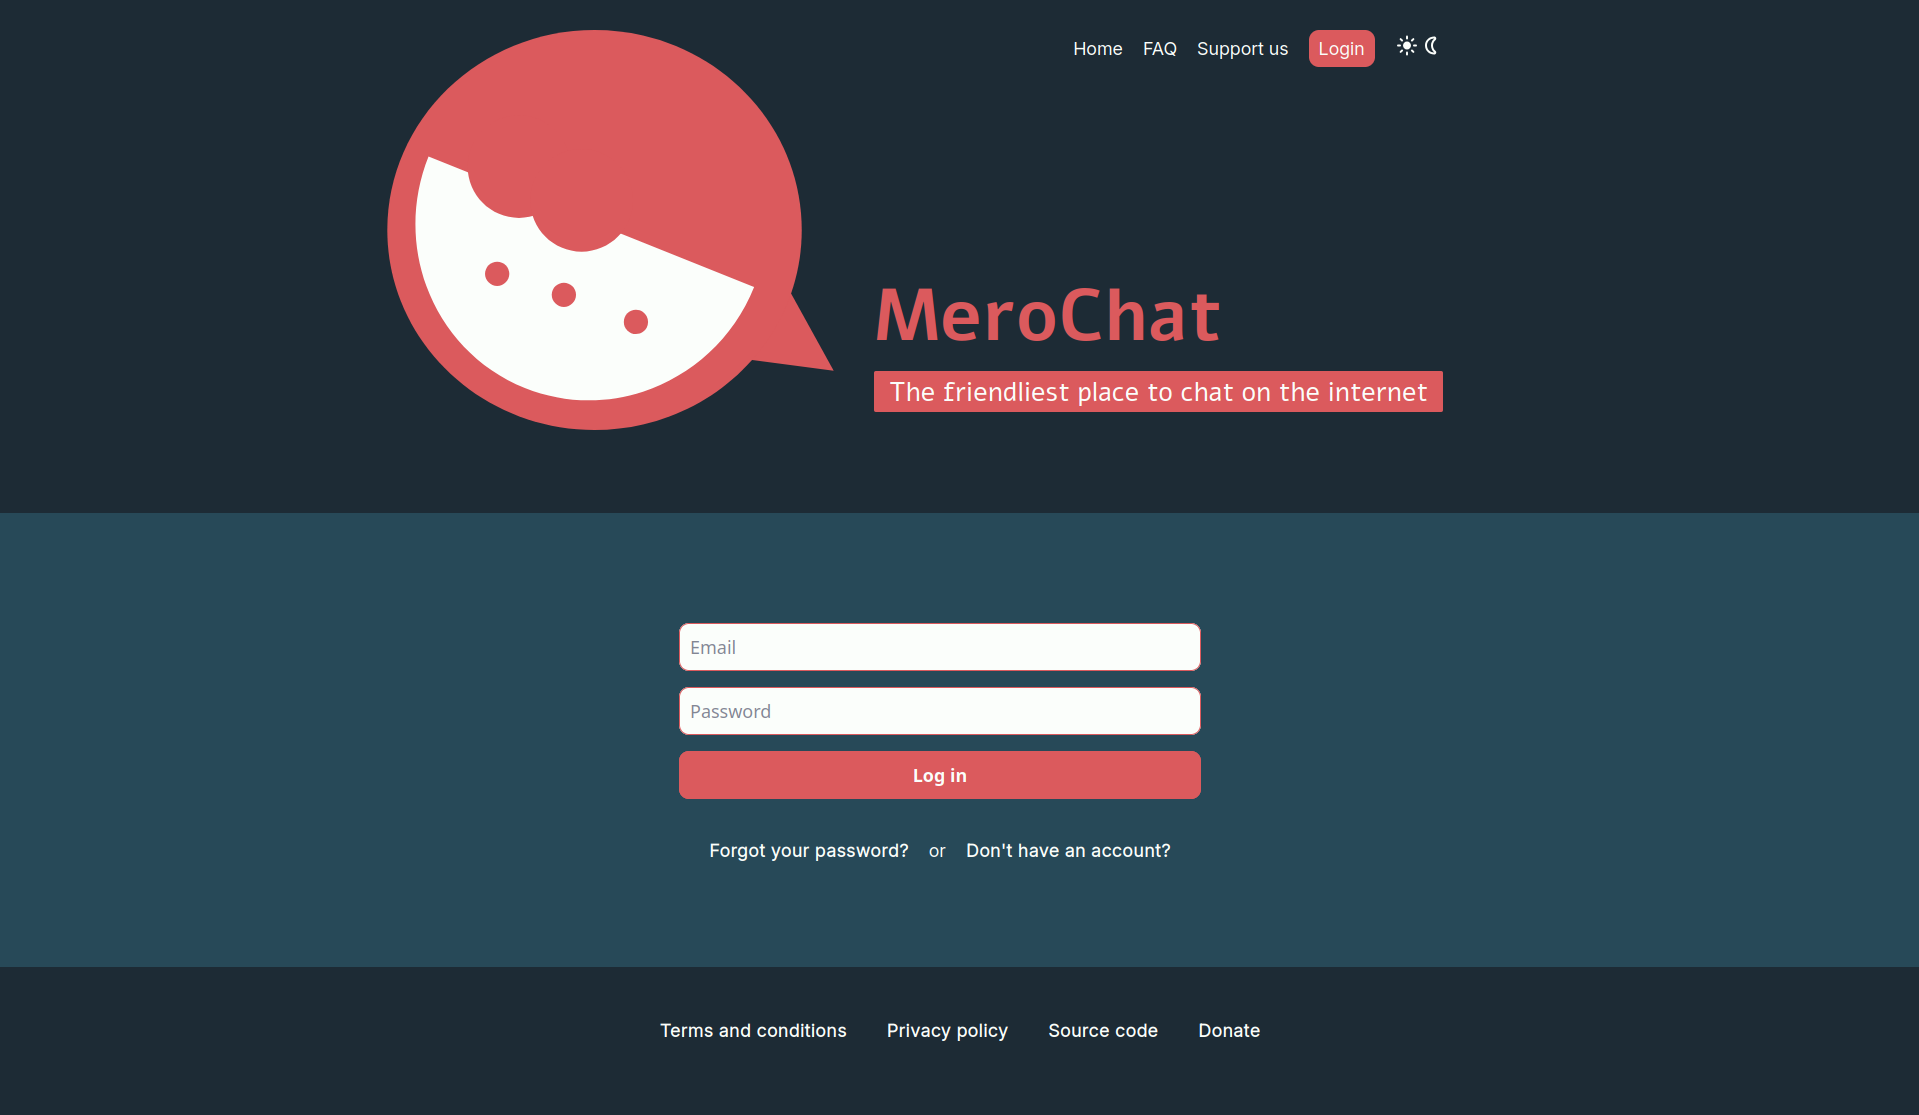 Home FAQ Support us Login
MeroChat
The friendliest place to chat on the internet
Email
Password
Log in
Forgot your password? or Don't have an account?
Terms and conditions Privacy policy Source code Donate